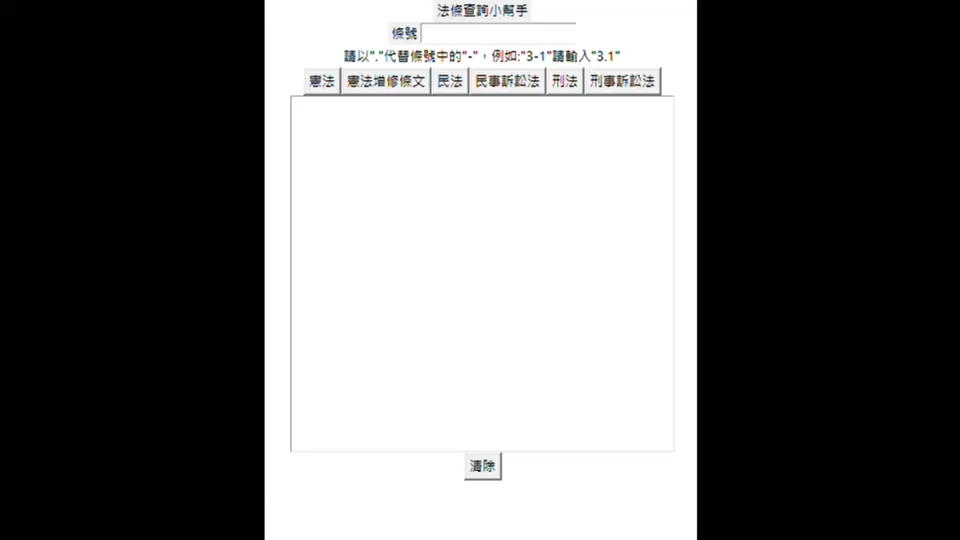 法條查詢小幫手
條號
請以"."代替條號中的"-"，例如:"3-1"請輸入"3.1"
憲法 憲法增修條文 民法 民事訴訟法 刑法 刑事訴訟法
清除